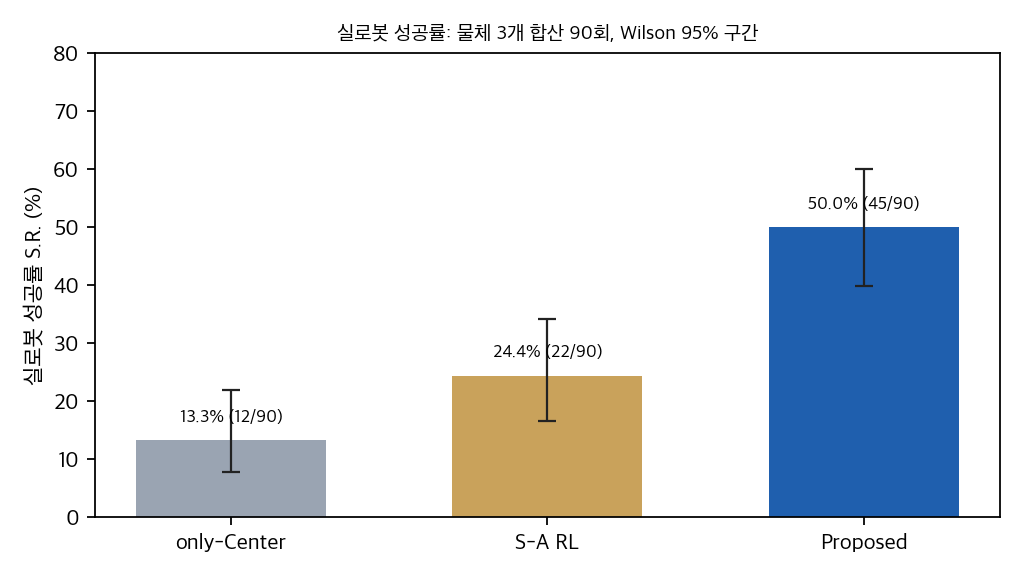 실로봇 성공률: 물체 3개 합산 90회, Wilson 95% 구간
실로봇 성공률 S.R. (%)
80
70
60
50
40
30
20
10
0
13.3% (12/90)
24.4% (22/90)
50.0% (45/90)
only-Center
S-A RL
Proposed